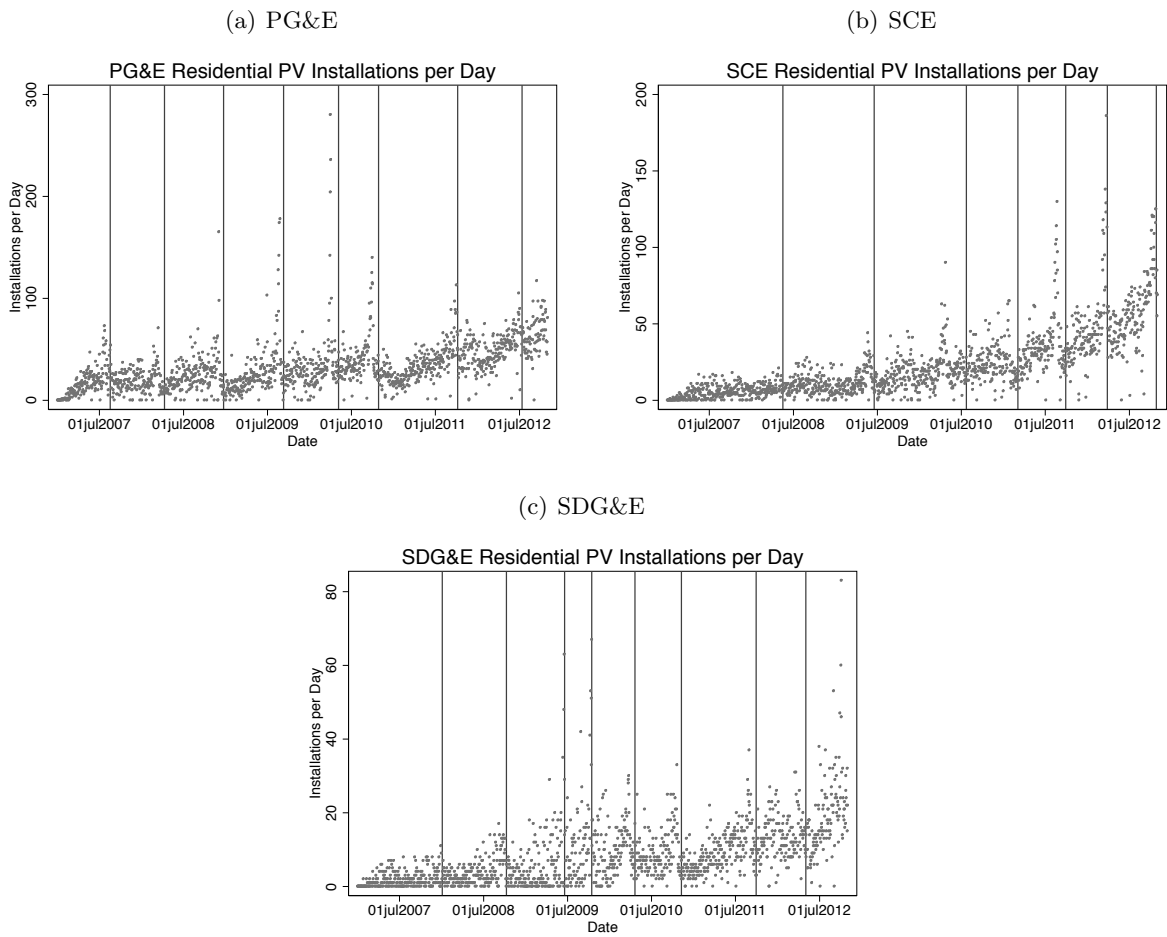 (a) PG&E
(b) SCE
PG&E Residential PV Installations per Day
Installations per Day
300
200
100
0
01jul2007 01jul2008 01jul2009 01jul2010 01jul2011 01jul2012
Date
SCE Residential PV Installations per Day
Installations per Day
200
150
100
50
0
01jul2007 01jul2008 01jul2009 01jul2010 01jul2011 01jul2012
Date
(c) SDG&E
SDG&E Residential PV Installations per Day
Installations per Day
80
60
40
20
0
01jul2007 01jul2008 01jul2009 01jul2010 01jul2011 01jul2012
Date